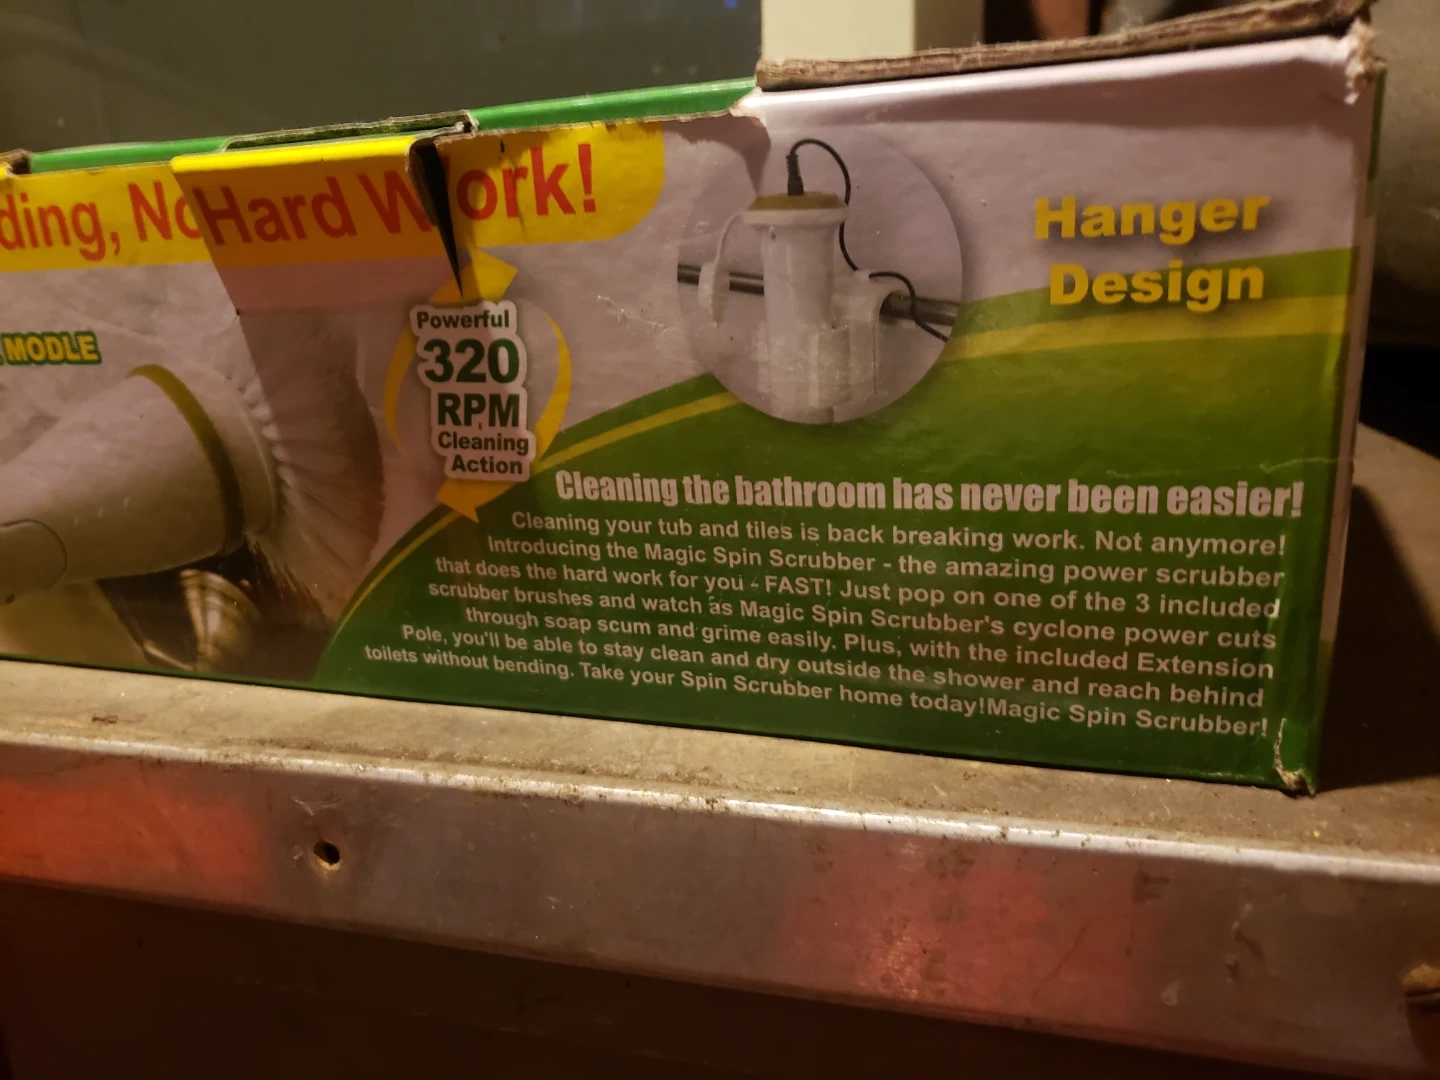 ding, No Hard Work!
MODLE
Powerful
320
RPM
Cleaning
Action
Hanger
Design
Cleaning the bathroom has never been easier!
Cleaning your tub and tiles is back breaking work. Not anymore!
Introducing the Magic Spin Scrubber - the amazing power scrubber
that does the hard work for you - FAST! Just pop on one of the 3 included
scrubber brushes and watch as Magic Spin Scrubber's cyclone power cuts
through soap scum and grime easily. Plus, with the included Extension
Pole, you'll be able to stay clean and dry outside the shower and reach behind
toilets without bending. Take your Spin Scrubber home today!Magic Spin Scrubber!